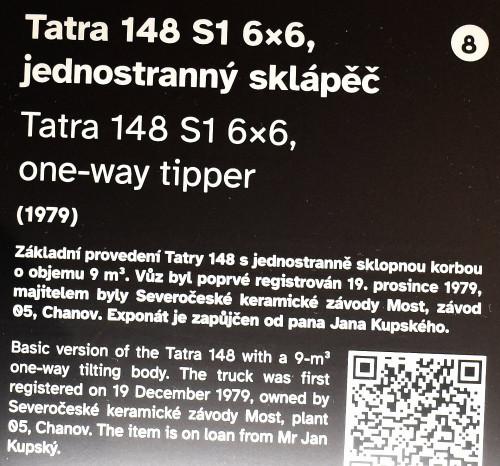 Tatra 148 S1 6×6,
8
jednostranný sklápěč
Tatra 148 S1 6×6,
one-way tipper
(1979)
Základní provedení Tatry 148 s jednostranně sklopnou korbou
o objemu 9 m³. Vůz byl poprvé registrován 19. prosince 1979,
majitelem byly Severočeské keramické závody Most, závod
05, Chanov. Exponát je zapůjčen od pana Jana Kupského.
Basic version of the Tatra 148 with a 9-m³
one-way tilting body. The truck was first
registered on 19 December 1979, owned by
Severočeské keramické závody Most, plant
05, Chanov. The item is on loan from Mr Jan
Kupský.